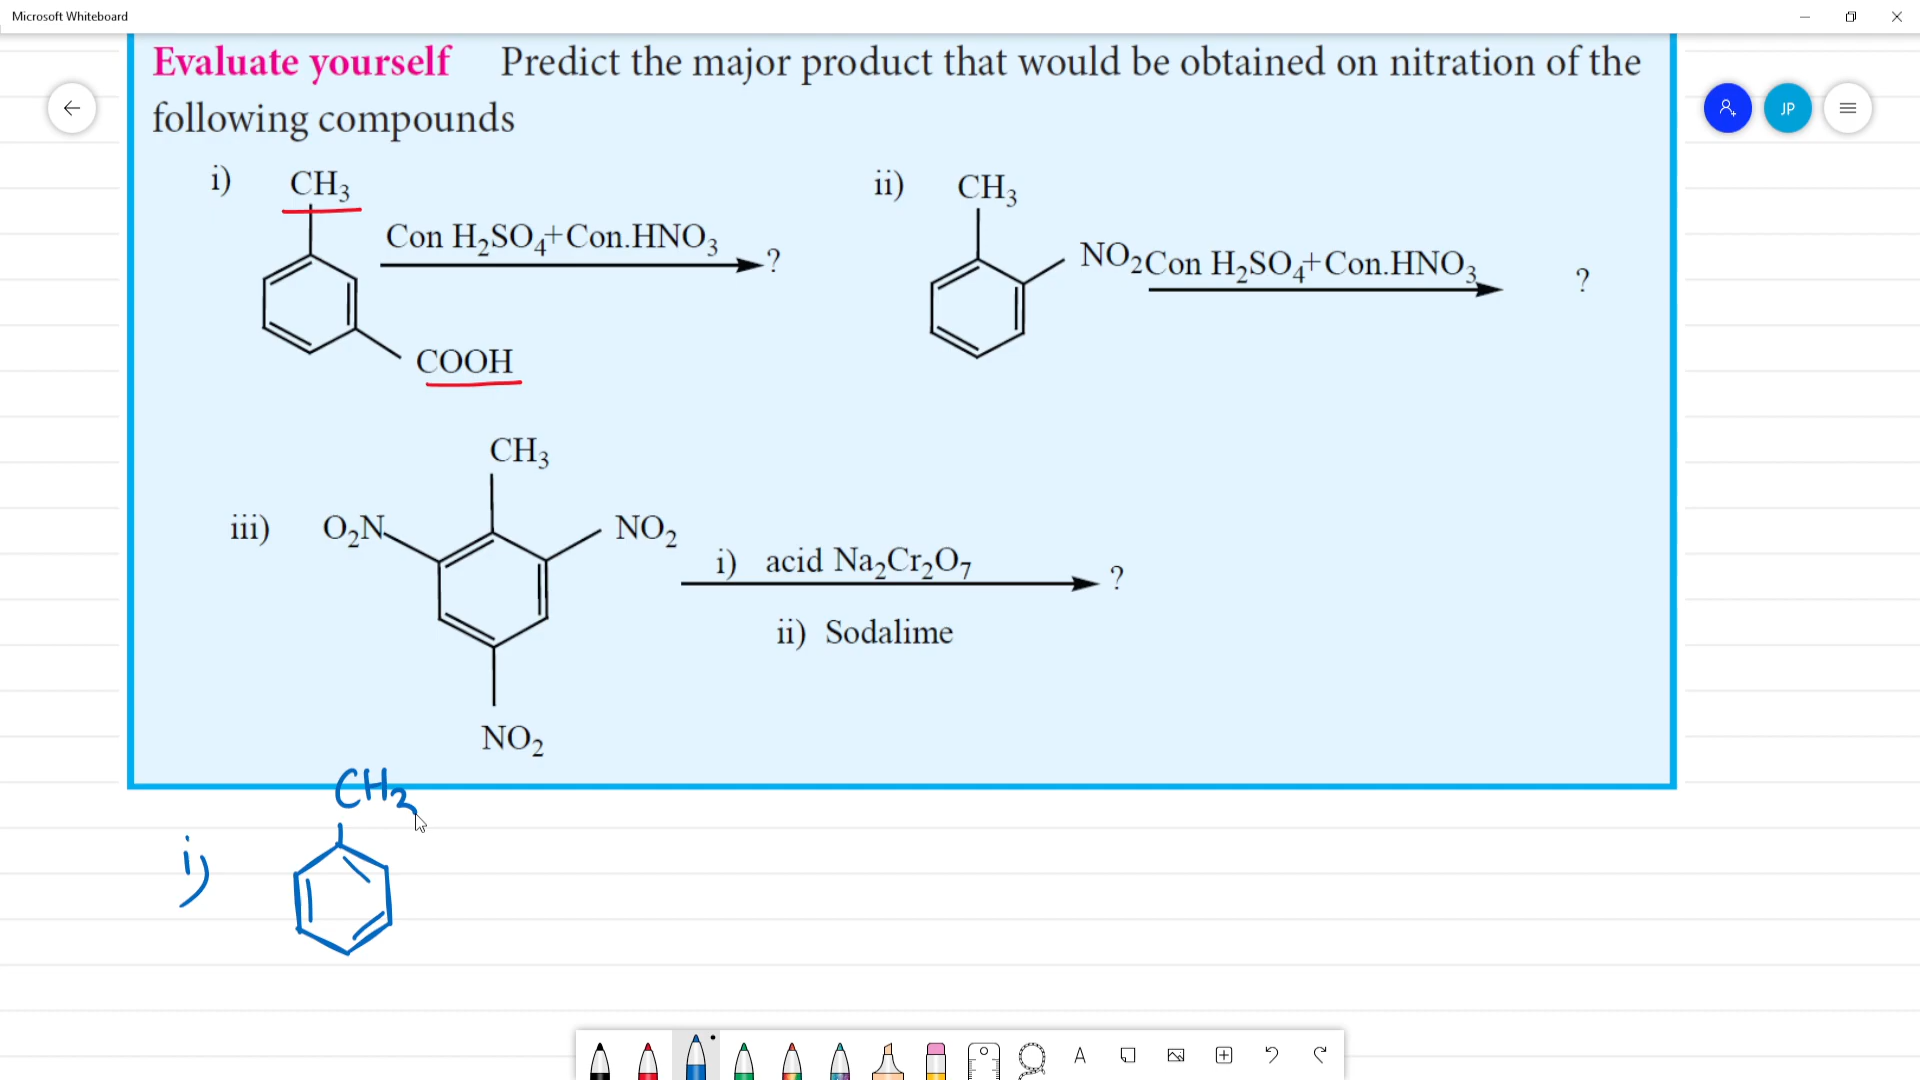 Microsoft Whiteboard
Evaluate yourself Predict the major product that would be obtained on nitration of the
following compounds
JP
i) CH₃
Con H₂SO₄+Con.HNO₃ ?
COOH
ii) CH₃
NO₂ Con H₂SO₄+Con.HNO₃ ?
CH₃
iii) O₂N NO₂
i) acid Na₂Cr₂O₇ ?
ii) Sodalime
NO₂
CH₃
i)
A